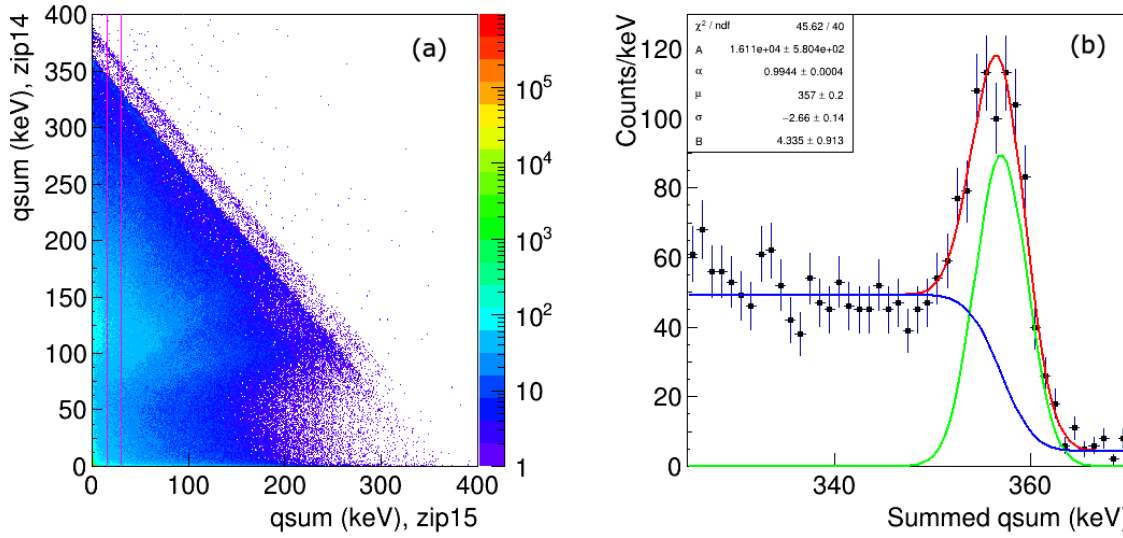 (a)
qsum (keV), zip14
400
350
300
250
200
150
100
50
0
0 100 200 300 400
qsum (keV), zip15
10⁵
10⁴
10³
10²
10
1
(b)
χ² / ndf 45.62 / 40
A 1.611e+04 ± 5.804e+02
α 0.9944 ± 0.0004
μ 357 ± 0.2
σ −2.66 ± 0.14
B 4.335 ± 0.913
Counts/keV
120
100
80
60
40
20
0
340 360
Summed qsum (keV)